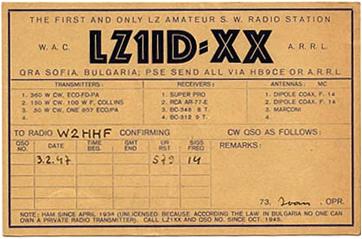 THE FIRST AND ONLY LZ AMATEUR S. W. RADIO STATION
W. A. C. LZ1ID-XX A. R. R. L.
QRA SOFIA, BULGARIA; PSE SEND ALL VIA HB9CE OR A.R.R.L.
TRANSMITTERS: RECEIVERS: ANTENNAS: MC
1. 360 W CW, ECO-FD-PA 1. SUPER PRO 1. DIPOLE COAX, F. 14
2. 150 W CW, 100 W F, COLLINS 2. RCA AR-77-E 2. DIPOLE COAX, F. 14
3. 50 W CW, ONE 807 ECO/PA 3. BC-348 T. 3. MARCONI
4. 4. BC-312 T. 4.
TO RADIO W2HHF CONFIRMING CW QSO AS FOLLOWS:
QSO NO. DATE TIME BEG. GMT END UR RST SIGS FREQ REMARKS:
3.2.47 579 14
73, Ivan. OPR.
NOTE: HAM SINCE APRIL 1934 (UNLICENSED BECAUSE ACCORDING THE LAW IN BULGARIA NO ONE CAN
OWN A PRIVATE RADIO TRANSMITTER). CALL LZ1XX AND QSO NO. SINCE OCT. 1945.